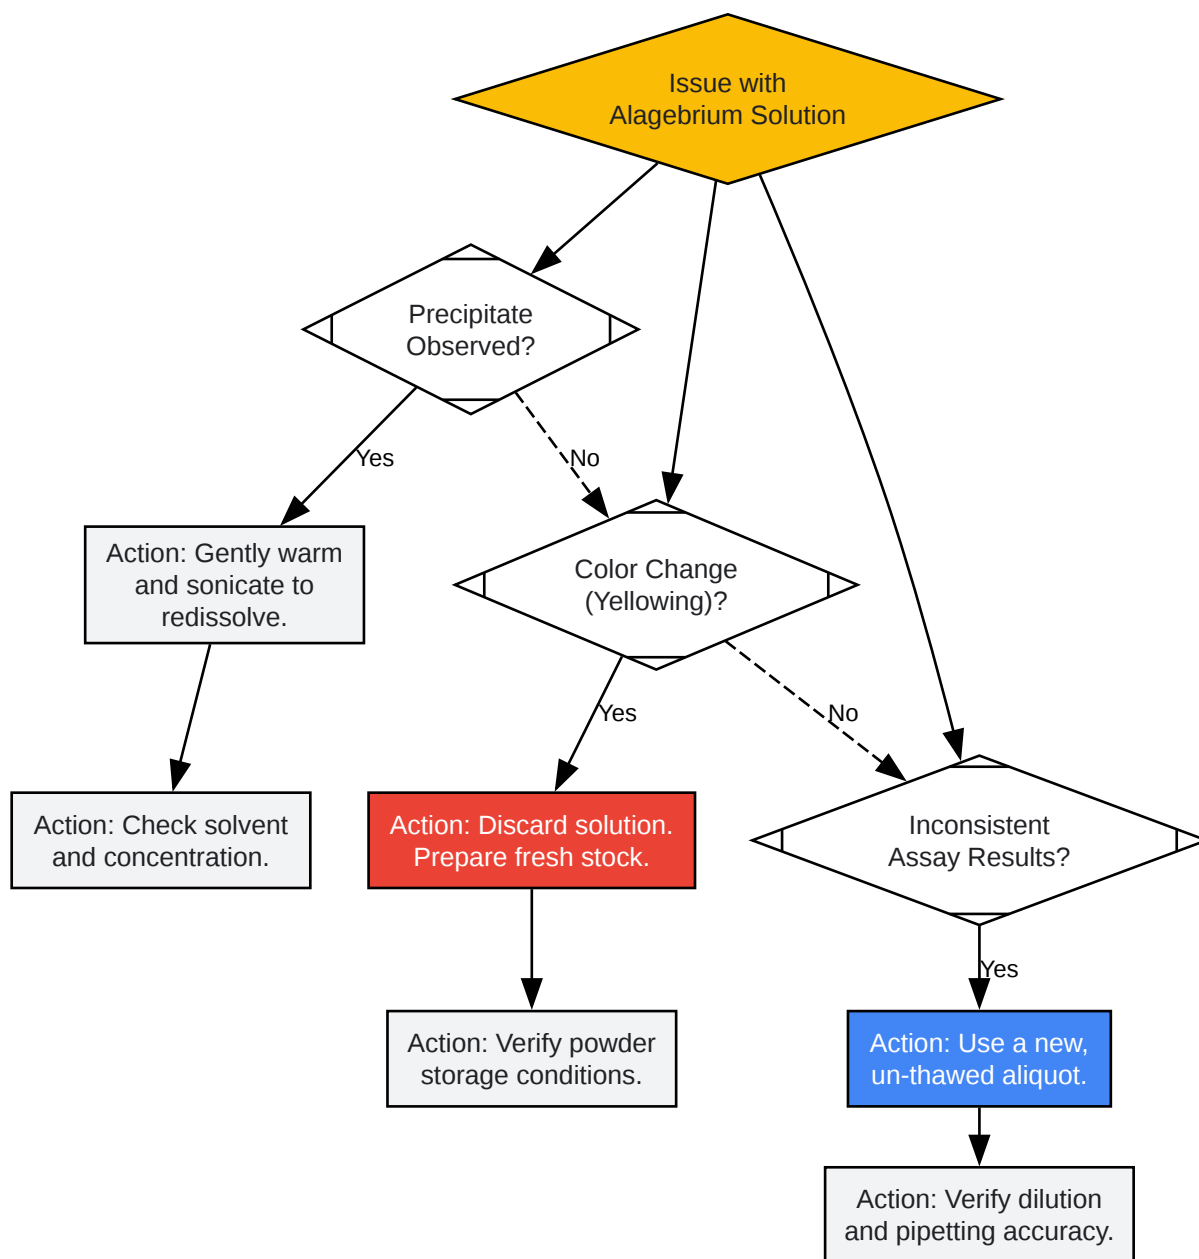 Issue with
Alagebrium Solution
Precipitate
Observed?
Yes
No
Action: Gently warm
and sonicate to
redissolve.
Color Change
(Yellowing)?
Yes
No
Action: Check solvent
and concentration.
Action: Discard solution.
Prepare fresh stock.
Inconsistent
Assay Results?
Yes
Action: Verify powder
storage conditions.
Action: Use a new,
un-thawed aliquot.
Action: Verify dilution
and pipetting accuracy.